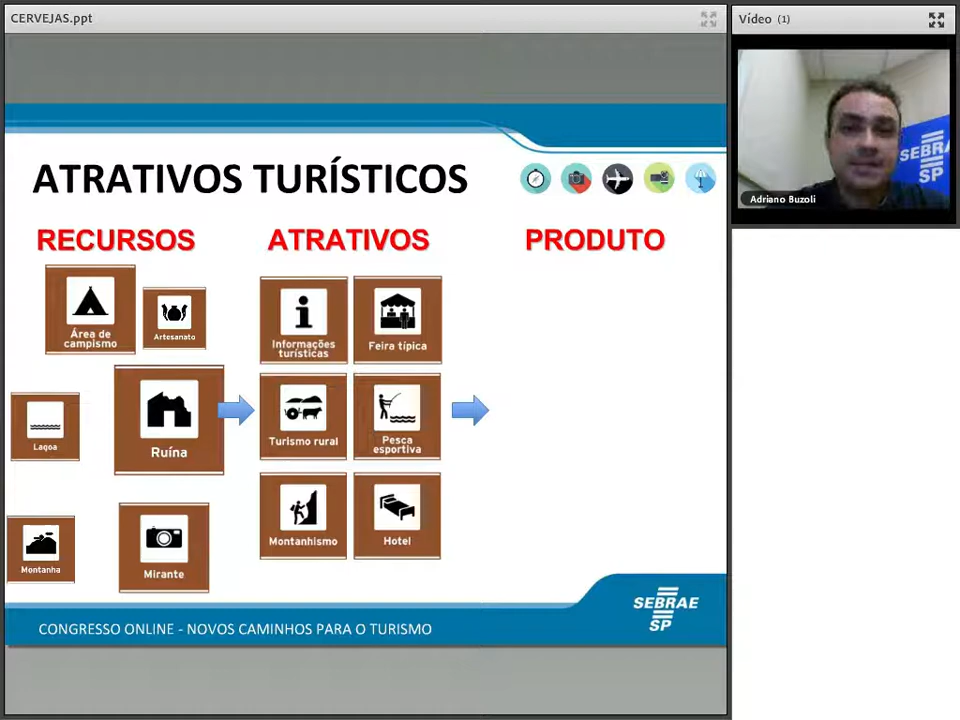 CERVEJAS.ppt
Vídeo (1)
SEBRA
SP
Adriano Buzoli
ATRATIVOS TURÍSTICOS
RECURSOS
ATRATIVOS
PRODUTO
Área de
campismo
Artesanato
Informações
turísticas
Feira típica
Lagoa
Ruína
Turismo rural
Pesca
esportiva
Montanha
Mirante
Montanhismo
Hotel
SEBRAE
SP
CONGRESSO ONLINE - NOVOS CAMINHOS PARA O TURISMO